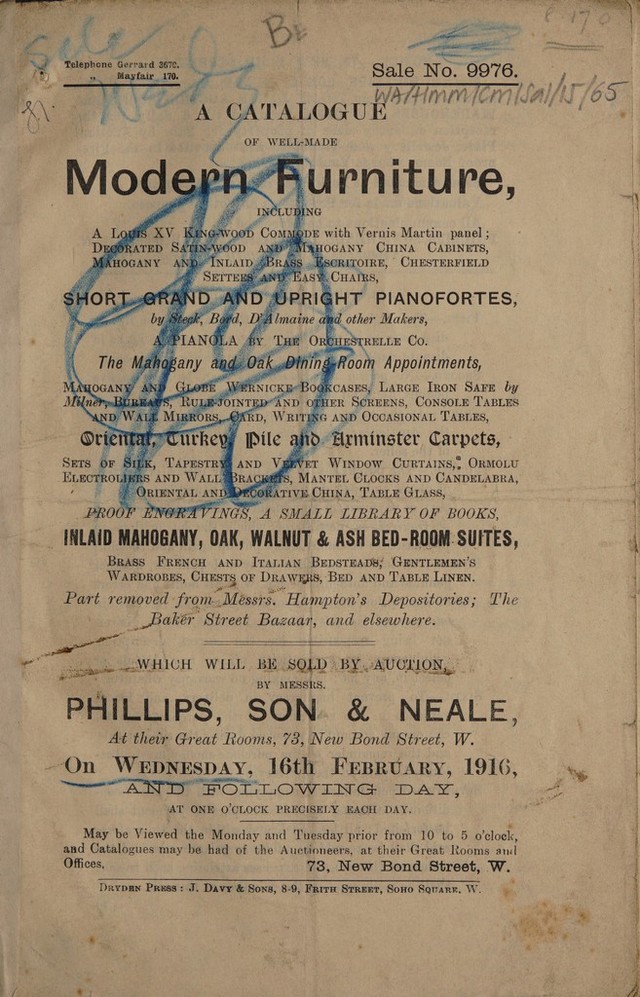 Sale
B
Telephone Gerrard 2670.
„ Mayfair 170.
Sale No. 9976.
WA/HMM/CM/Sal/15/65
A CATALOGUE
OF WELL-MADE
Modern Furniture,
INCLUDING
A Louis XV King-wood Commode with Vernis Martin panel;
Decorated Satin-wood and Mahogany China Cabinets,
Mahogany and Inlaid Brass Escritoire, Chesterfield
Settees and Easy Chairs,
SHORT GRAND AND UPRIGHT PIANOFORTES,
by Steck, Bord, D'Almaine and other Makers,
A PIANOLA by The Orchestrelle Co.
The Mahogany and Oak Dining-Room Appointments,
Mahogany and Globe Wernicke Bookcases, Large Iron Safe by
Milner, Bureaus, Rule-jointed and other Screens, Console Tables
and Wall Mirrors, Card, Writing and Occasional Tables,
Oriental, Turkey, Pile and Axminster Carpets,
Sets of Silk, Tapestry and Velvet Window Curtains, Ormolu
Electroliers and Wall Brackets, Mantel Clocks and Candelabra,
Oriental and Decorative China, Table Glass,
PROOF ENGRAVINGS, A SMALL LIBRARY OF BOOKS,
INLAID MAHOGANY, OAK, WALNUT & ASH BED-ROOM SUITES,
Brass French and Italian Bedsteads, Gentlemen's
Wardrobes, Chests of Drawers, Bed and Table Linen.
Part removed from Messrs. Hampton's Depositories; The
Baker Street Bazaar, and elsewhere.
WHICH WILL BE SOLD BY AUCTION,
BY MESSRS.
PHILLIPS, SON & NEALE,
At their Great Rooms, 73, New Bond Street, W.
On Wednesday, 16th February, 1916,
AND FOLLOWING DAY,
AT ONE O'CLOCK PRECISELY EACH DAY.
May be Viewed the Monday and Tuesday prior from 10 to 5 o'clock,
and Catalogues may be had of the Auctioneers, at their Great Rooms and
Offices, 73, New Bond Street, W.
Dryden Press: J. Davy & Sons, 8-9, Frith Street, Soho Square, W.